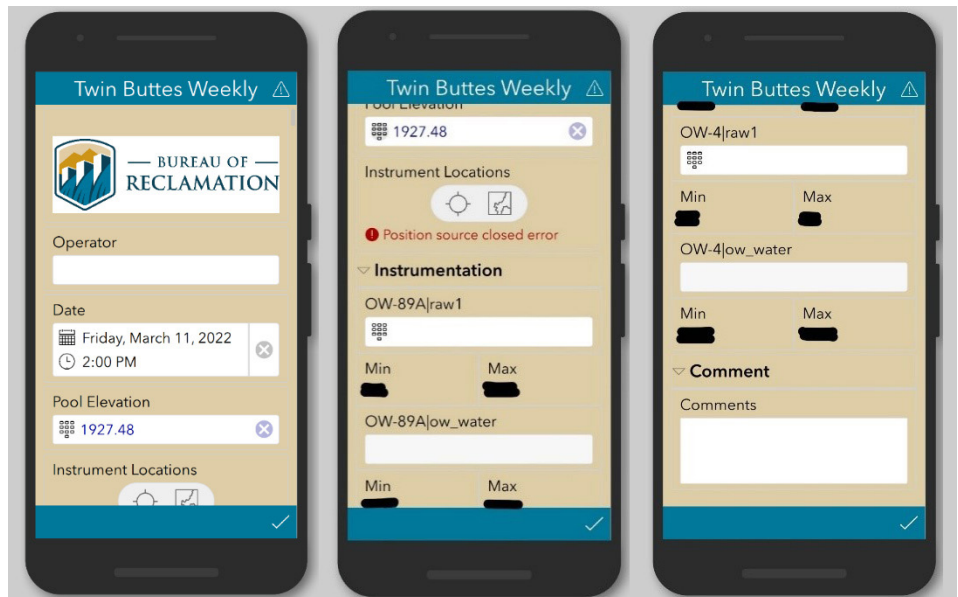 Twin Buttes Weekly
— BUREAU OF —
RECLAMATION
Operator
Date
Friday, March 11, 2022
2:00 PM
Pool Elevation
1927.48
Instrument Locations
Twin Buttes Weekly
Pool Elevation
1927.48
Instrument Locations
Position source closed error
Instrumentation
OW-89A|raw1
Min Max
OW-89A|ow_water
Min Max
Twin Buttes Weekly
OW-4|raw1
Min Max
OW-4|ow_water
Min Max
Comment
Comments